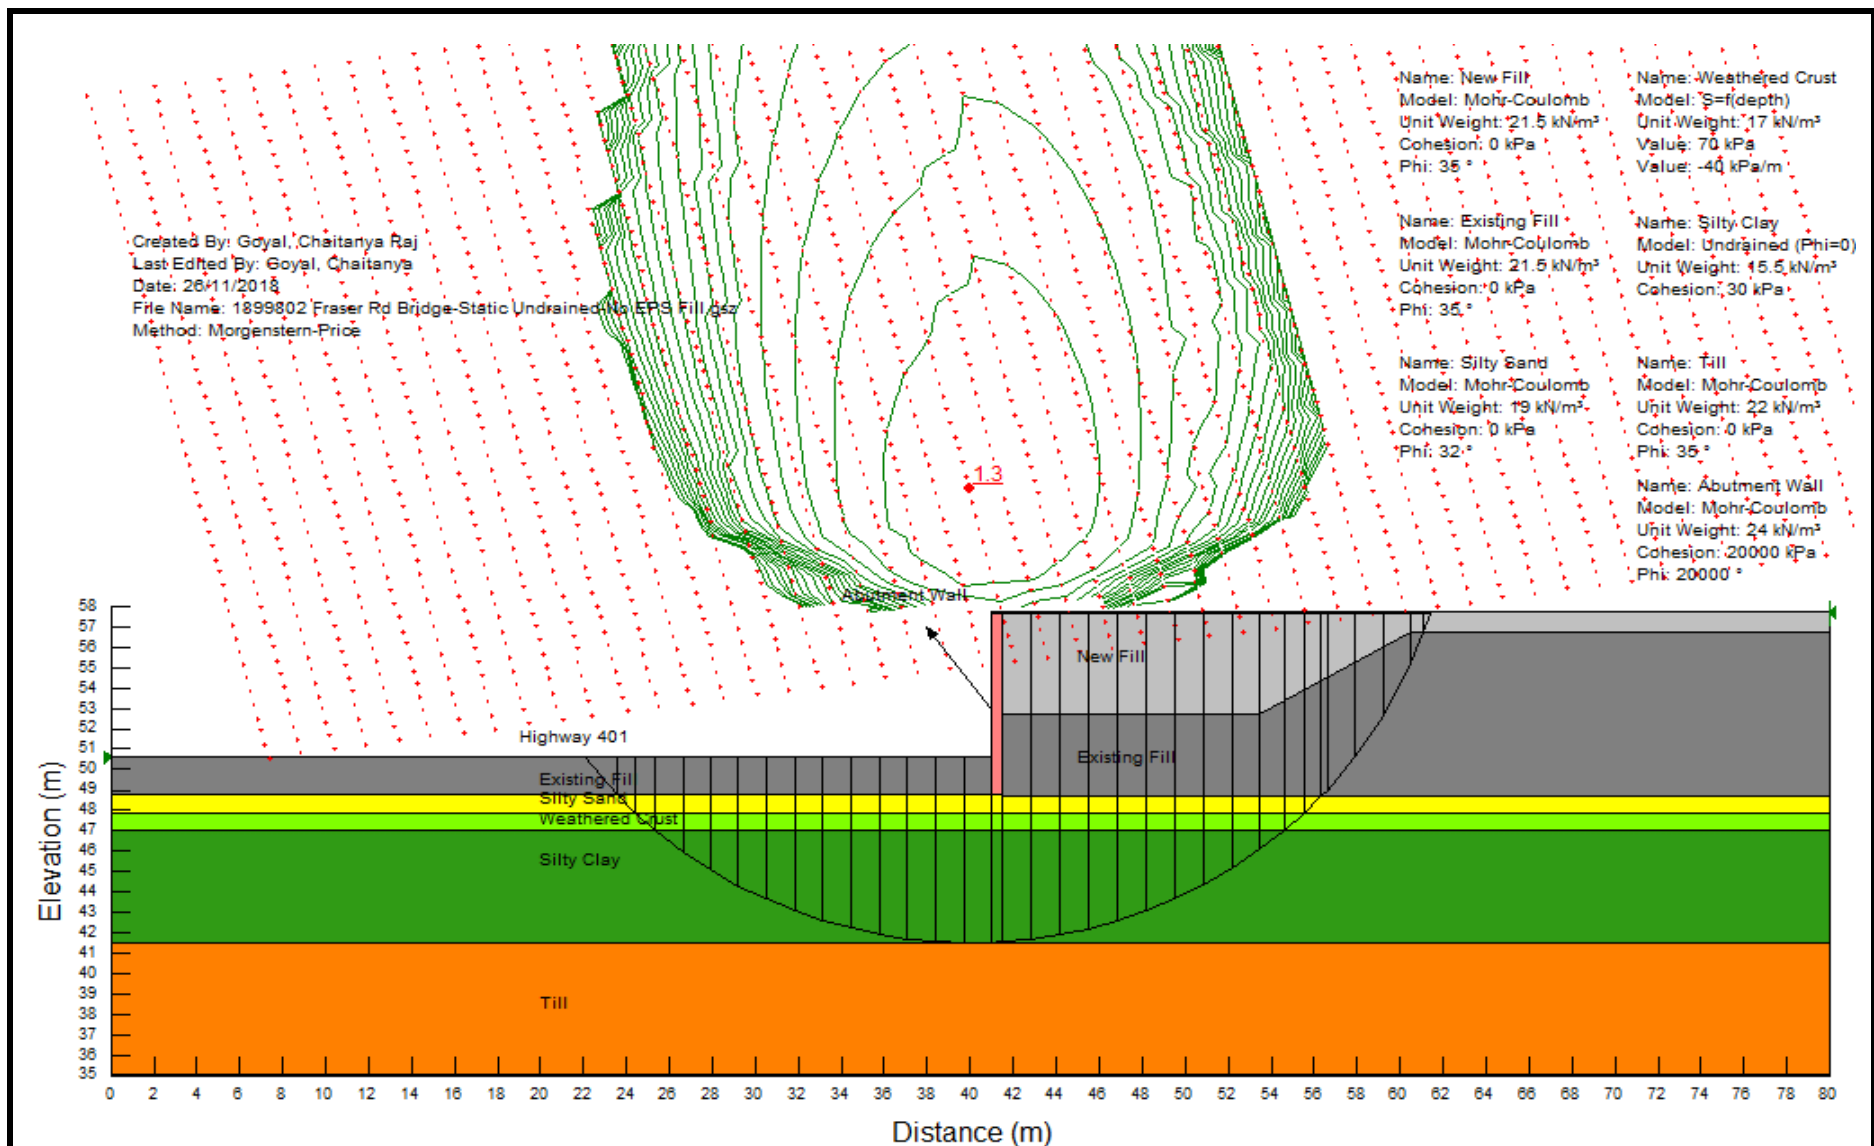 Name: New Fill
Model: Mohr-Coulomb
Unit Weight: 21.5 kN/m³
Cohesion: 0 kPa
Phi: 35 °
Name: Weathered Crust
Model: S=f(depth)
Unit Weight: 17 kN/m³
Value: 70 kPa
Value: -40 kPa/m
Name: Existing Fill
Model: Mohr-Coulomb
Unit Weight: 21.5 kN/m³
Cohesion: 0 kPa
Phi: 35 °
Name: Silty Clay
Model: Undrained (Phi=0)
Unit Weight: 15.5 kN/m³
Cohesion: 30 kPa
Name: Silty Sand
Model: Mohr-Coulomb
Unit Weight: 19 kN/m³
Cohesion: 0 kPa
Phi: 32 °
Name: Till
Model: Mohr-Coulomb
Unit Weight: 22 kN/m³
Cohesion: 0 kPa
Phi: 35 °
Name: Abutment Wall
Model: Mohr-Coulomb
Unit Weight: 24 kN/m³
Cohesion: 20000 kPa
Phi: 20000 °
Created By: Goyal, Chaitanya Raj
Last Edited By: Goyal, Chaitanya
Date: 26/11/2018
File Name: 1899802 Fraser Rd Bridge-Static Undrained-No EPS Fill.gsz
Method: Morgenstern-Price
1.3
Abutment Wall
New Fill
Highway 401
Existing Fill
Existing Fill
Silty Sand
Weathered Crust
Silty Clay
Till
Elevation (m)
58
57
56
55
54
53
52
51
50
49
48
47
46
45
44
43
42
41
40
39
38
37
36
35
0 2 4 6 8 10 12 14 16 18 20 22 24 26 28 30 32 34 36 38 40 42 44 46 48 50 52 54 56 58 60 62 64 66 68 70 72 74 76 78 80
Distance (m)